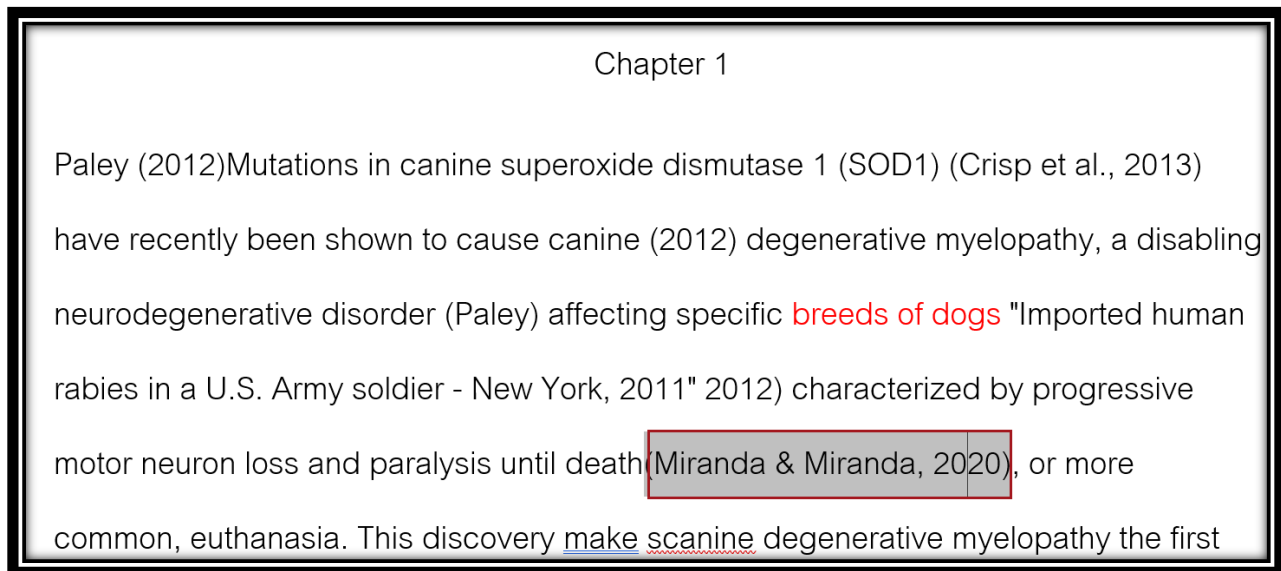 Chapter 1
Paley (2012)Mutations in canine superoxide dismutase 1 (SOD1) (Crisp et al., 2013)
have recently been shown to cause canine (2012) degenerative myelopathy, a disabling
neurodegenerative disorder (Paley) affecting specific breeds of dogs "Imported human
rabies in a U.S. Army soldier - New York, 2011" 2012) characterized by progressive
motor neuron loss and paralysis until death(Miranda & Miranda, 2020), or more
common, euthanasia. This discovery make scanine degenerative myelopathy the first